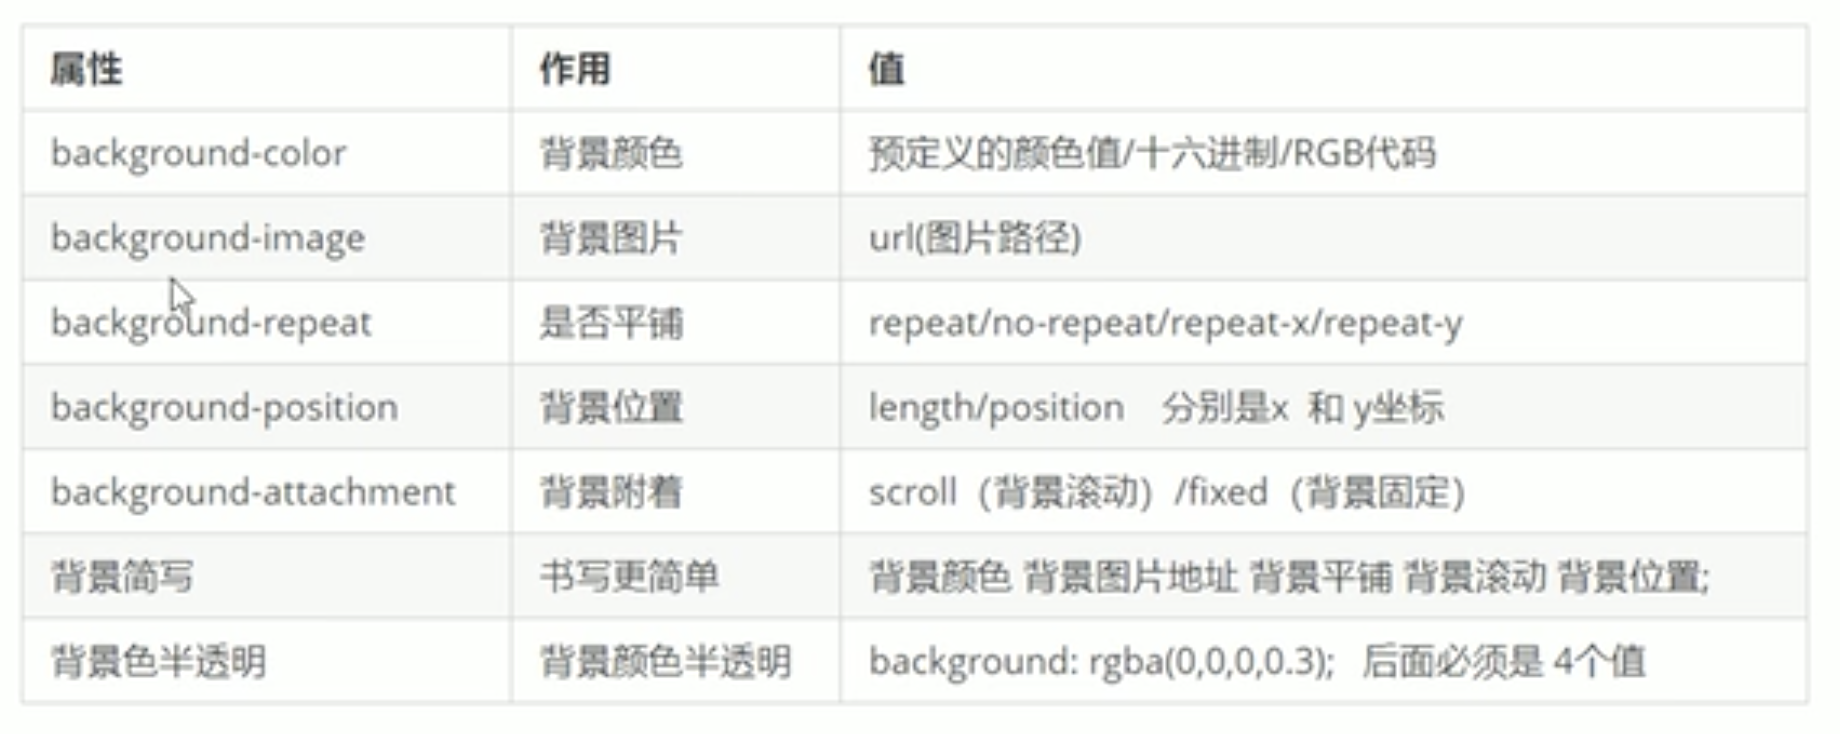 属性 作用 值
background-color 背景颜色 预定义的颜色值/十六进制/RGB代码
background-image 背景图片 url(图片路径)
background-repeat 是否平铺 repeat/no-repeat/repeat-x/repeat-y
background-position 背景位置 length/position 分别是x 和 y坐标
background-attachment 背景附着 scroll（背景滚动）/fixed（背景固定）
背景简写 书写更简单 背景颜色 背景图片地址 背景平铺 背景滚动 背景位置;
背景色半透明 背景颜色半透明 background: rgba(0,0,0,0.3); 后面必须是 4个值